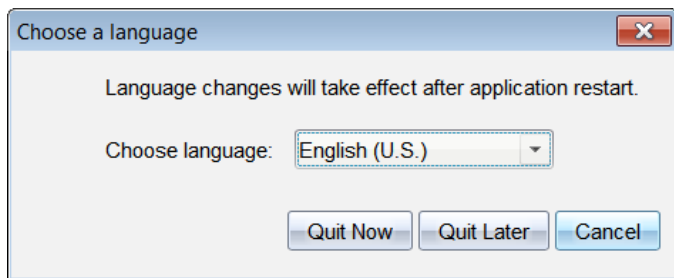 Choose a language
Language changes will take effect after application restart.
Choose language: English (U.S.)
Quit Now Quit Later Cancel